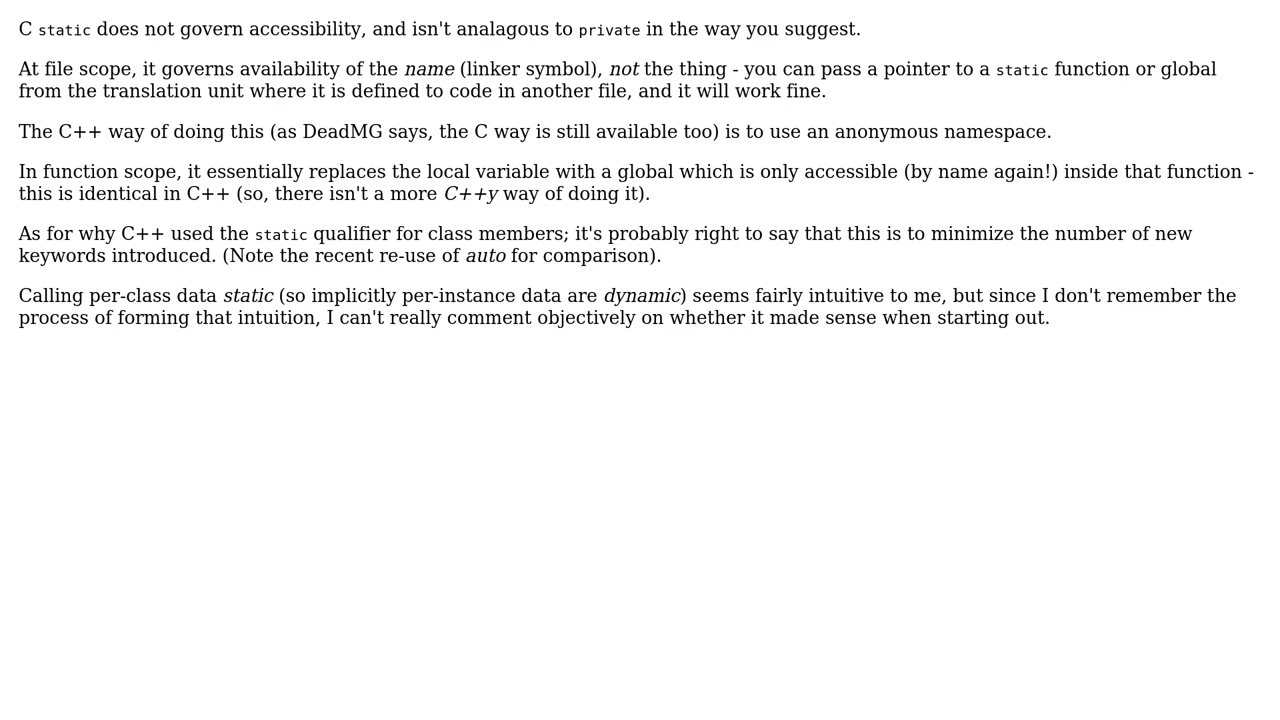 C static does not govern accessibility, and isn't analagous to private in the way you suggest.
At file scope, it governs availability of the name (linker symbol), not the thing - you can pass a pointer to a static function or global
from the translation unit where it is defined to code in another file, and it will work fine.
The C++ way of doing this (as DeadMG says, the C way is still available too) is to use an anonymous namespace.
In function scope, it essentially replaces the local variable with a global which is only accessible (by name again!) inside that function -
this is identical in C++ (so, there isn't a more C++y way of doing it).
As for why C++ used the static qualifier for class members; it's probably right to say that this is to minimize the number of new
keywords introduced. (Note the recent re-use of auto for comparison).
Calling per-class data static (so implicitly per-instance data are dynamic) seems fairly intuitive to me, but since I don't remember the
process of forming that intuition, I can't really comment objectively on whether it made sense when starting out.